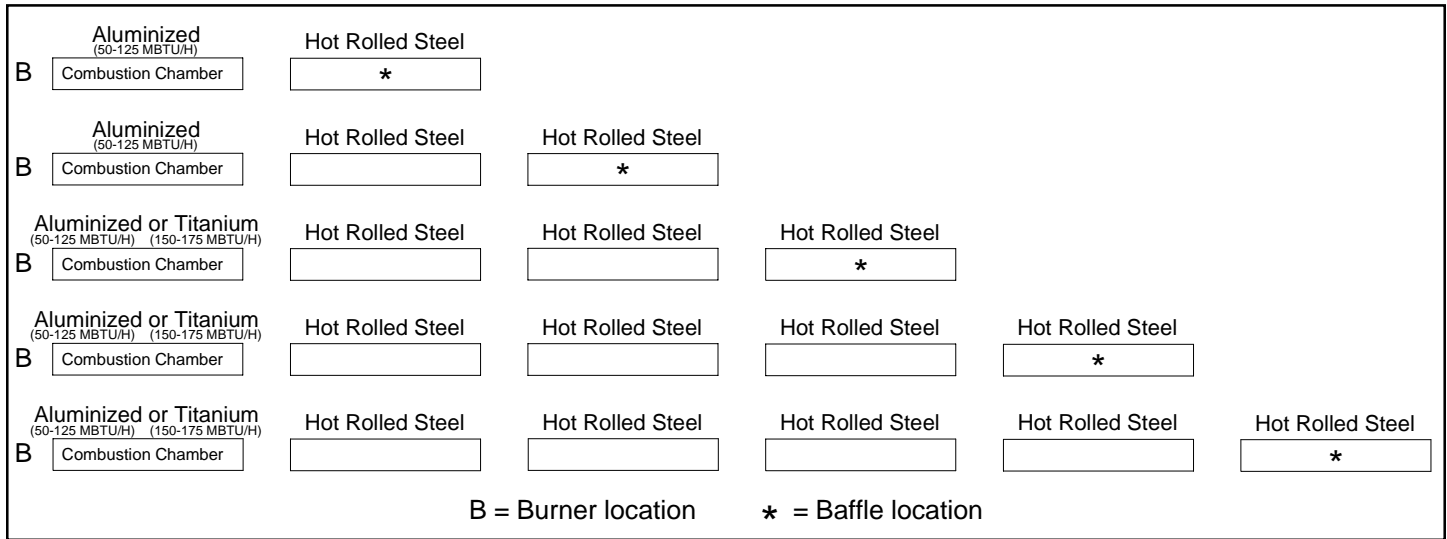 Aluminized
(50-125 MBTU/H)
Hot Rolled Steel
B Combustion Chamber *
Aluminized
(50-125 MBTU/H)
Hot Rolled Steel Hot Rolled Steel
B Combustion Chamber *
Aluminized or Titanium
(50-125 MBTU/H) (150-175 MBTU/H)
Hot Rolled Steel Hot Rolled Steel Hot Rolled Steel
B Combustion Chamber *
Aluminized or Titanium
(50-125 MBTU/H) (150-175 MBTU/H)
Hot Rolled Steel Hot Rolled Steel Hot Rolled Steel Hot Rolled Steel
B Combustion Chamber *
Aluminized or Titanium
(50-125 MBTU/H) (150-175 MBTU/H)
Hot Rolled Steel Hot Rolled Steel Hot Rolled Steel Hot Rolled Steel Hot Rolled Steel
B Combustion Chamber *
B = Burner location * = Baffle location